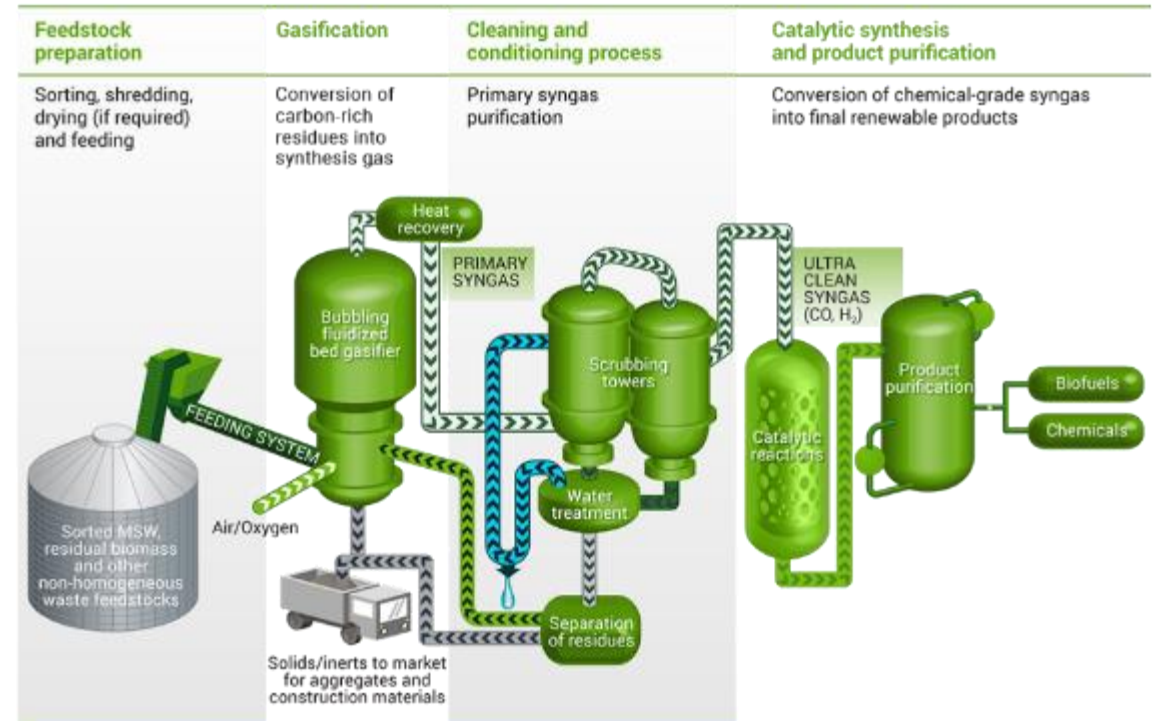 Feedstock
preparation
Gasification
Cleaning and
conditioning process
Catalytic synthesis
and product purification
Sorting, shredding,
drying (if required)
and feeding
Conversion of
carbon-rich
residues into
synthesis gas
Primary syngas
purification
Conversion of chemical-grade syngas
into final renewable products
Heat
recovery
PRIMARY
SYNGAS
ULTRA
CLEAN
SYNGAS
(CO, H₂)
Bubbling
fluidized
bed gasifier
Scrubbing
towers
Product
purification
Biofuels
Chemicals
FEEDING SYSTEM
Catalytic
reactions
Water
treatment
Air/Oxygen
Sorted MSW,
residual biomass
and other
non-homogeneous
waste feedstocks
Separation
of residues
Solids/inerts to market
for aggregates and
construction materials